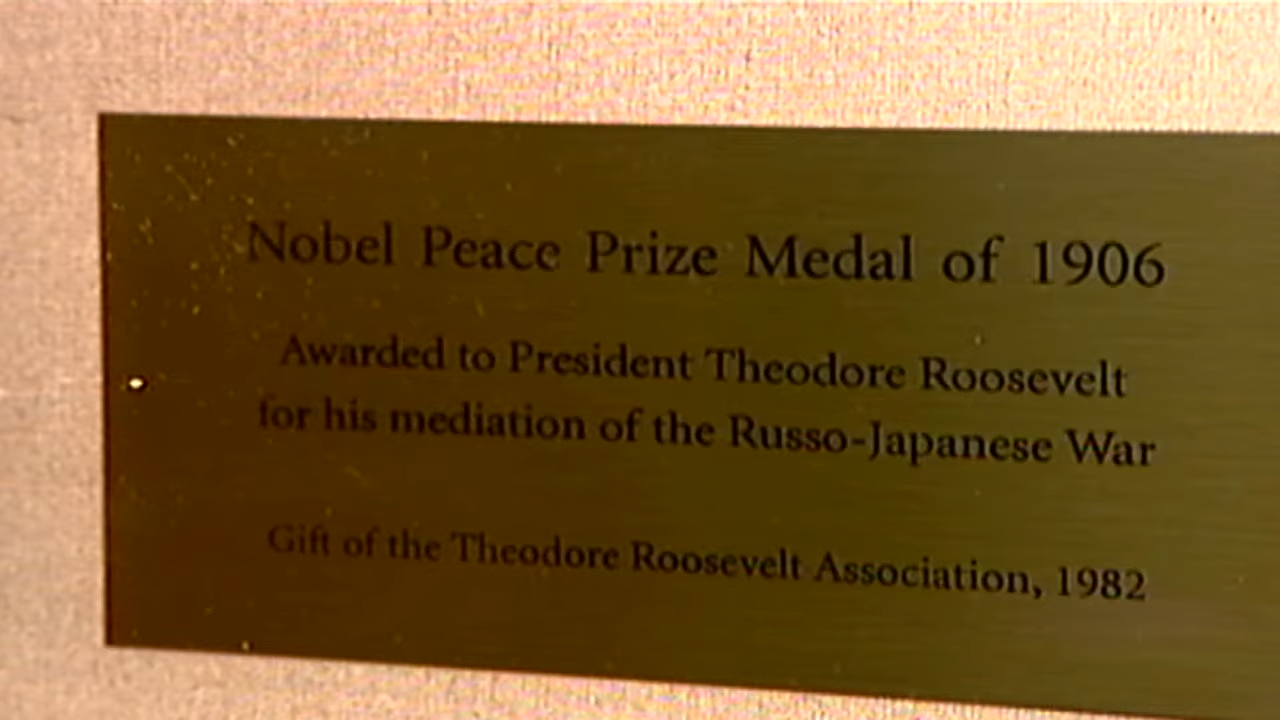 Nobel Peace Prize Medal of 1906
Awarded to President Theodore Roosevelt
for his mediation of the Russo-Japanese War
Gift of the Theodore Roosevelt Association, 1982